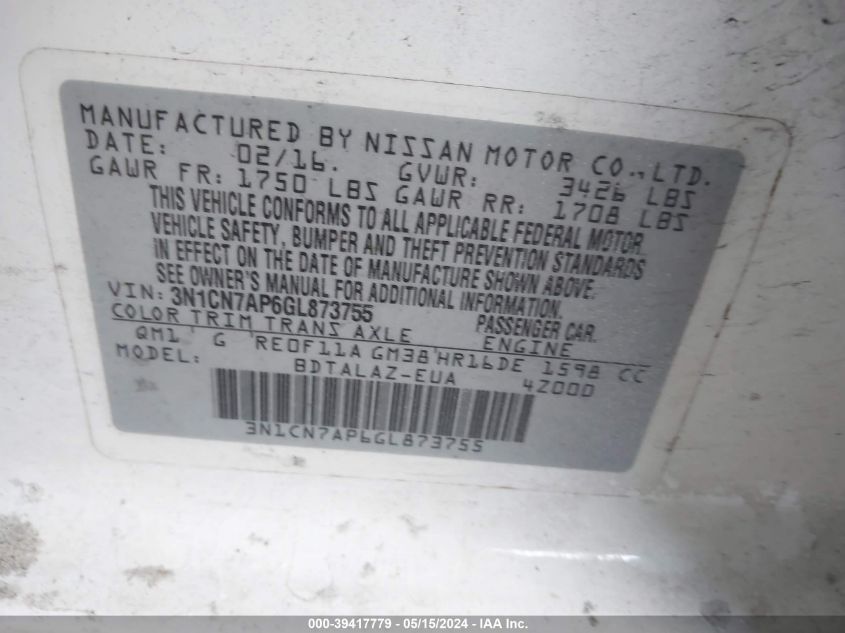 MANUFACTURED BY NISSAN MOTOR CO., LTD.
DATE: 02/16. GVWR: 3426 LBS
GAWR FR: 1750 LBS GAWR RR: 1708 LBS
THIS VEHICLE CONFORMS TO ALL APPLICABLE FEDERAL MOTOR
VEHICLE SAFETY, BUMPER AND THEFT PREVENTION STANDARDS
IN EFFECT ON THE DATE OF MANUFACTURE SHOWN ABOVE.
SEE OWNER'S MANUAL FOR ADDITIONAL INFORMATION.
VIN: 3N1CN7AP6GL873755 PASSENGER CAR.
COLOR TRIM TRANS AXLE ENGINE
QM1 ' G 'RE0F11A GM38'HR16DE 1598 CC
MODEL: BDTALAZ-EUA 4Z000
3N1CN7AP6GL873755
000-39417779 - 05/15/2024 - IAA Inc.